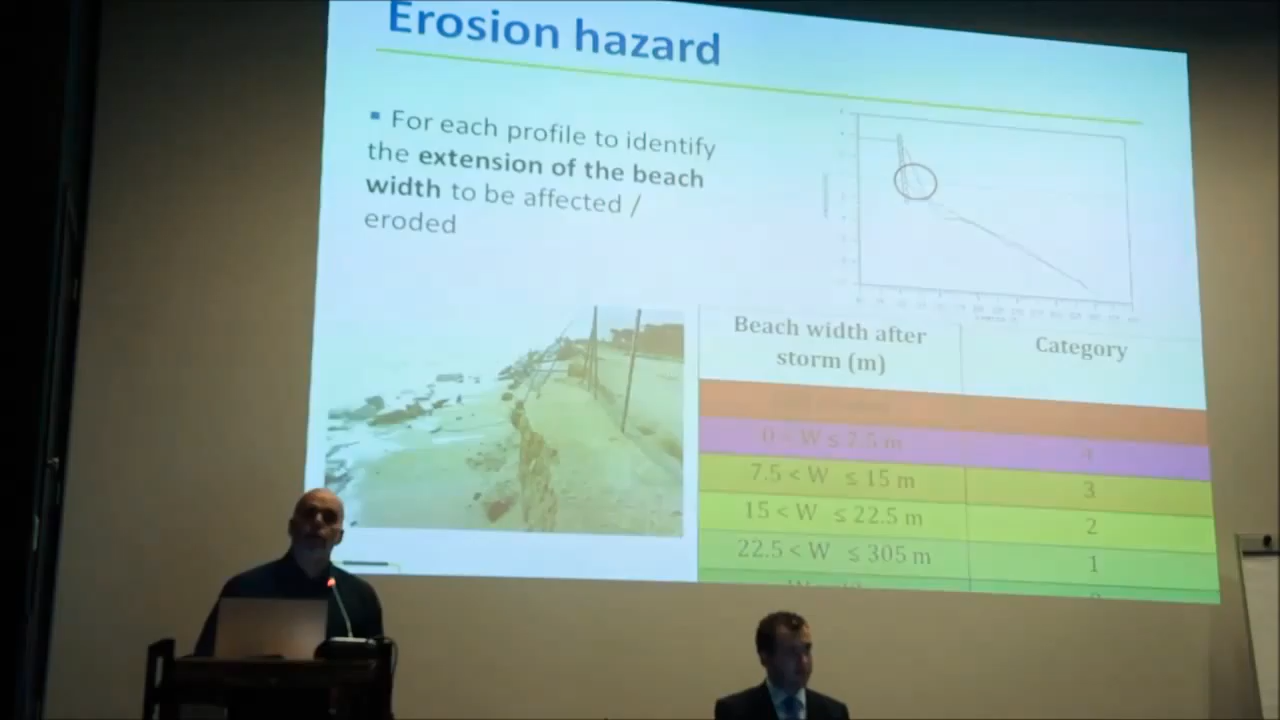 Erosion hazard
▪ For each profile to identify
the extension of the beach
width to be affected /
eroded
Beach width after
storm (m)
Category
0 < W ≤ 7.5 m
4
7.5 < W ≤ 15 m
3
15 < W ≤ 22.5 m
2
22.5 < W ≤ 305 m
1